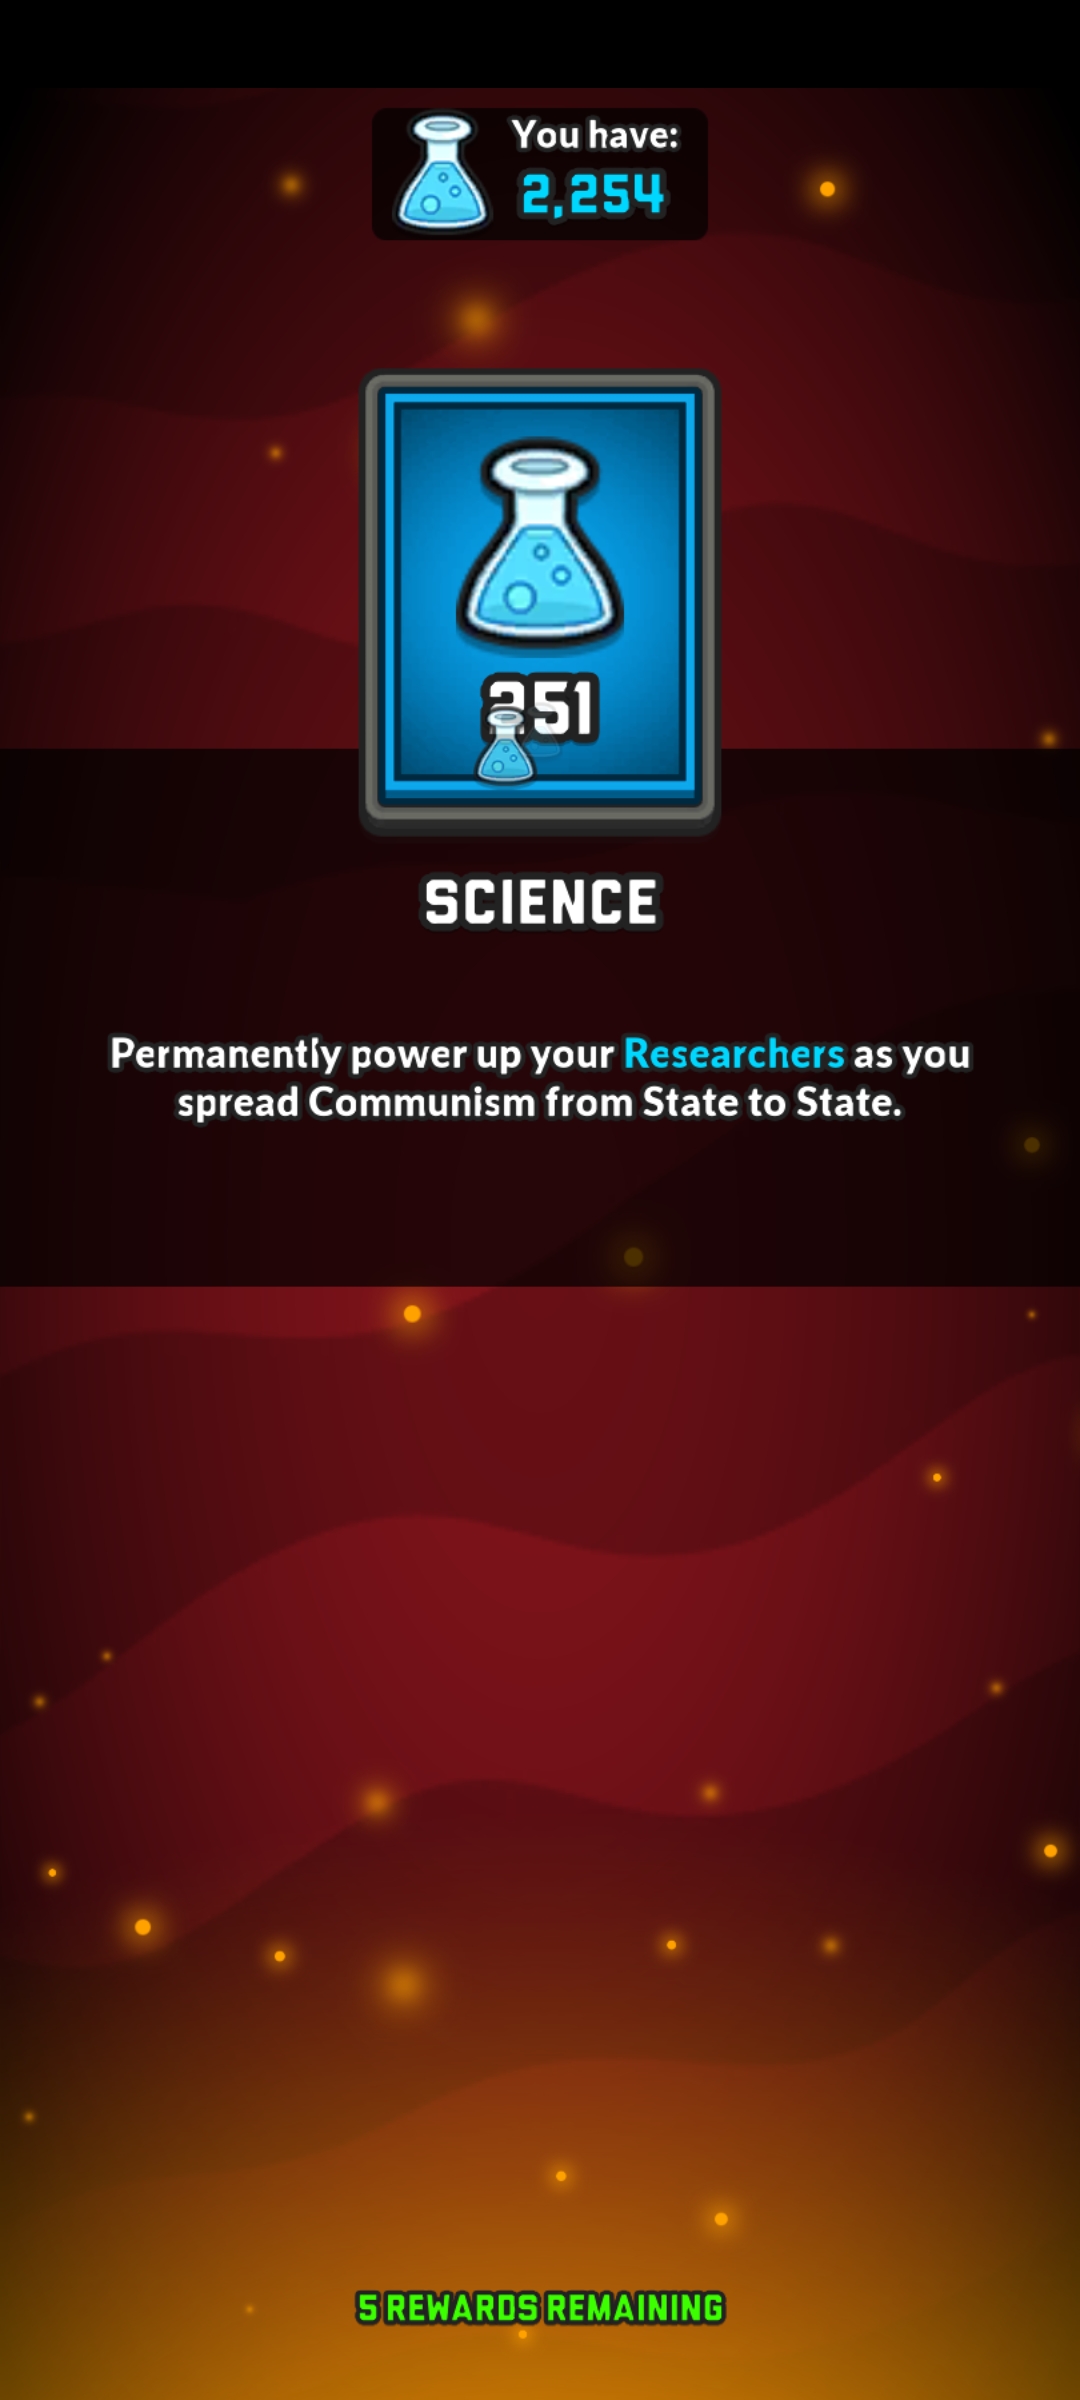 You have:
2,254
251
SCIENCE
Permanently power up your Researchers as you
spread Communism from State to State.
5 REWARDS REMAINING